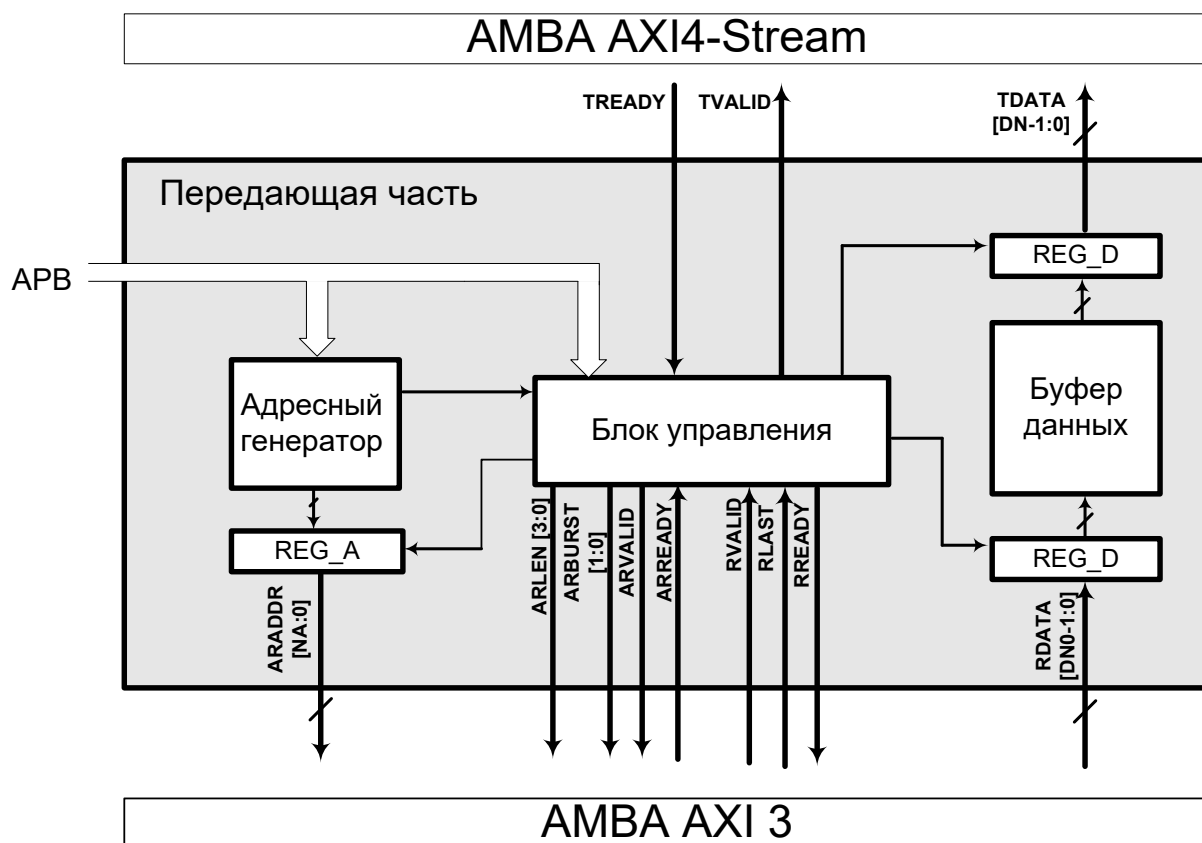 AMBA AXI4-Stream
TREADY
TVALID
TDATA
[DN-1:0]
Передающая часть
APB
REG_D
Адресный
генератор
Блок управления
Буфер
данных
REG_A
REG_D
ARADDR
[NA:0]
ARLEN [3:0]
ARBURST
[1:0]
ARVALID
ARREADY
RVALID
RLAST
RREADY
RDATA
[DN0-1:0]
AMBA AXI 3